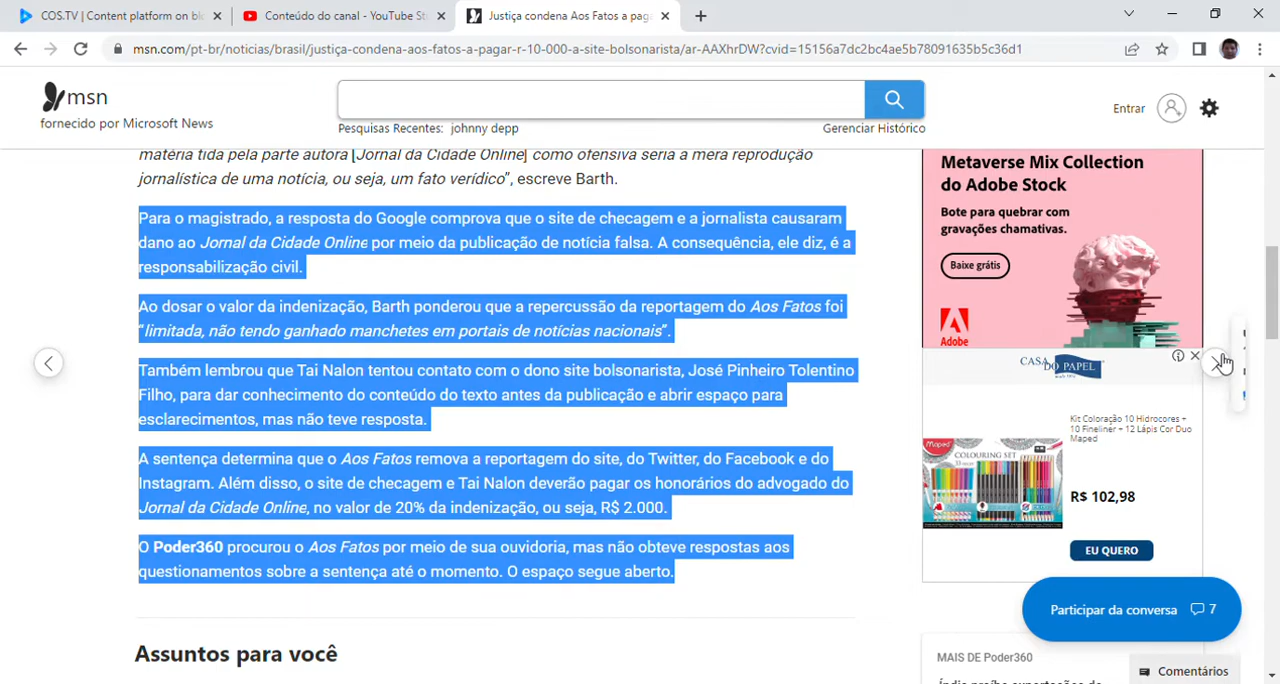 COS.TV | Content platform on blo
Conteúdo do canal - YouTube St
Justiça condena Aos Fatos a paga
msn.com/pt-br/noticias/brasil/justiça-condena-aos-fatos-a-pagar-r-10-000-a-site-bolsonarista/ar-AAXhrDW?cvid=15156a7dc2bc4ae5b78091635b5c36d1
msn
fornecido por Microsoft News
Pesquisas Recentes: johnny depp
Gerenciar Histórico
Entrar
matéria tida pela parte autora [Jornal da Cidade Online] como ofensiva seria a mera reprodução
jornalística de uma notícia, ou seja, um fato verídico”, escreve Barth.
Para o magistrado, a resposta do Google comprova que o site de checagem e a jornalista causaram
dano ao Jornal da Cidade Online por meio da publicação de notícia falsa. A consequência, ele diz, é a
responsabilização civil.
Ao dosar o valor da indenização, Barth ponderou que a repercussão da reportagem do Aos Fatos foi
“limitada, não tendo ganhado manchetes em portais de notícias nacionais”.
Também lembrou que Tai Nalon tentou contato com o dono site bolsonarista, José Pinheiro Tolentino
Filho, para dar conhecimento do conteúdo do texto antes da publicação e abrir espaço para
esclarecimentos, mas não teve resposta.
A sentença determina que o Aos Fatos remova a reportagem do site, do Twitter, do Facebook e do
Instagram. Além disso, o site de checagem e Tai Nalon deverão pagar os honorários do advogado do
Jornal da Cidade Online, no valor de 20% da indenização, ou seja, R$ 2.000.
O Poder360 procurou o Aos Fatos por meio de sua ouvidoria, mas não obteve respostas aos
questionamentos sobre a sentença até o momento. O espaço segue aberto.
Assuntos para você
Metaverse Mix Collection
do Adobe Stock
Bote para quebrar com
gravações chamativas.
Baixe grátis
Adobe
CASA DO PAPEL
Kit Coloração 10 Hidrocores +
10 Fineliner + 12 Lápis Cor Duo
Maped
Maped
COLOURING SET
R$ 102,98
EU QUERO
Participar da conversa 7
MAIS DE Poder360
Comentários